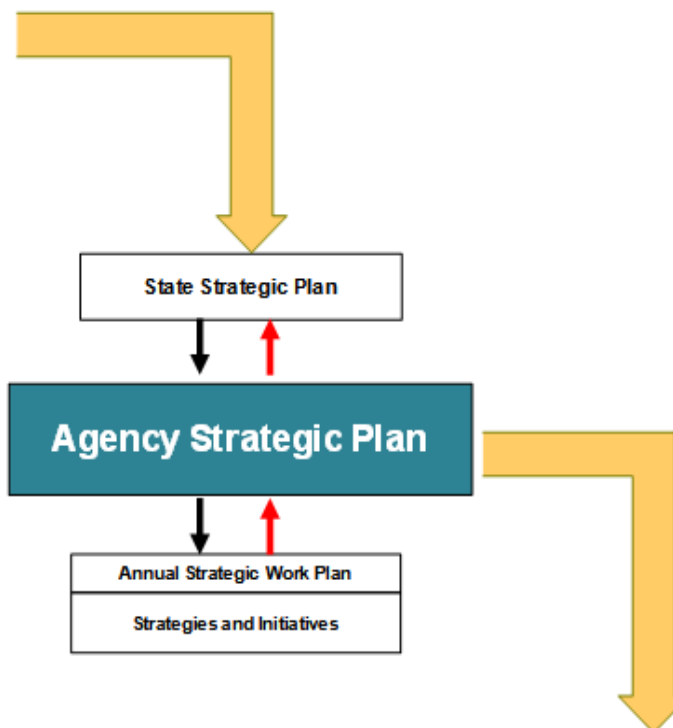 State Strategic Plan
Agency Strategic Plan
Annual Strategic Work Plan
Strategies and Initiatives